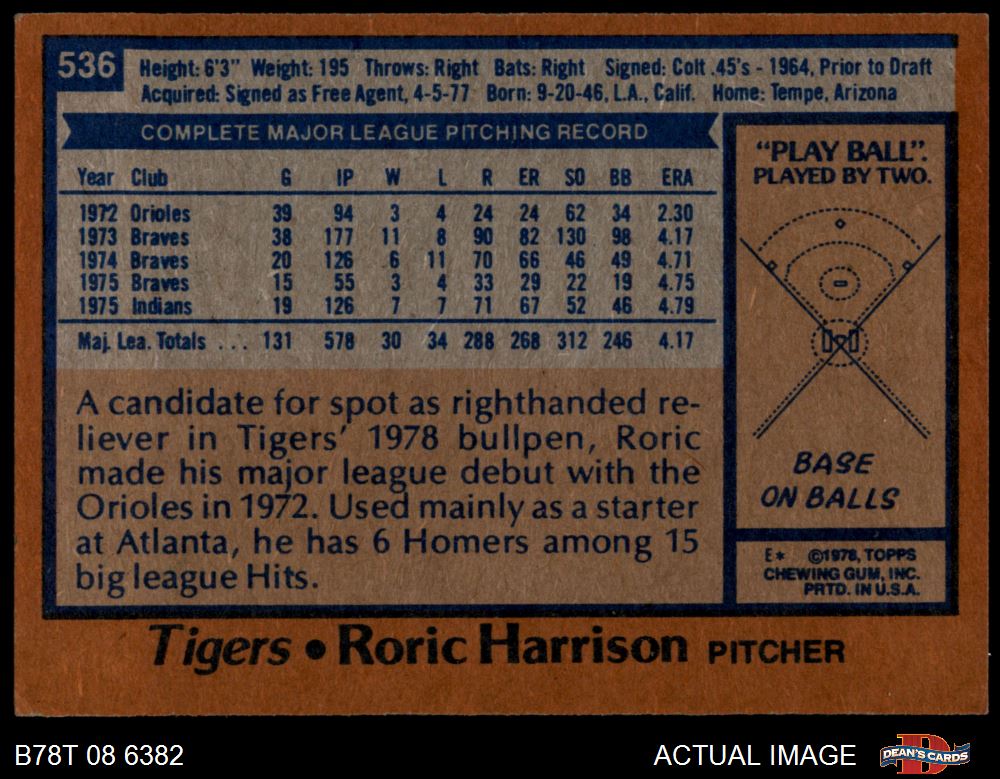 536
Height: 6'3" Weight: 195 Throws: Right Bats: Right Signed: Colt .45's - 1964, Prior to Draft
Acquired: Signed as Free Agent, 4-5-77 Born: 9-20-46, L.A., Calif. Home: Tempe, Arizona
COMPLETE MAJOR LEAGUE PITCHING RECORD
Year Club G IP W L R ER SO BB ERA
1972 Orioles 39 94 3 4 24 24 62 34 2.30
1973 Braves 38 177 11 8 90 82 130 98 4.17
1974 Braves 20 126 6 11 70 66 46 49 4.71
1975 Braves 15 55 3 4 33 29 22 19 4.75
1975 Indians 19 126 7 7 71 67 52 46 4.79
Maj. Lea. Totals ... 131 578 30 34 288 268 312 246 4.17
A candidate for spot as righthanded re-
liever in Tigers' 1978 bullpen, Roric
made his major league debut with the
Orioles in 1972. Used mainly as a starter
at Atlanta, he has 6 Homers among 15
big league Hits.
"PLAY BALL".
PLAYED BY TWO.
BASE
ON BALLS
E* ©1978, TOPPS
CHEWING GUM, INC.
PRTD. IN U.S.A.
Tigers • Roric Harrison PITCHER
B78T 08 6382
ACTUAL IMAGE
DEAN'S CARDS